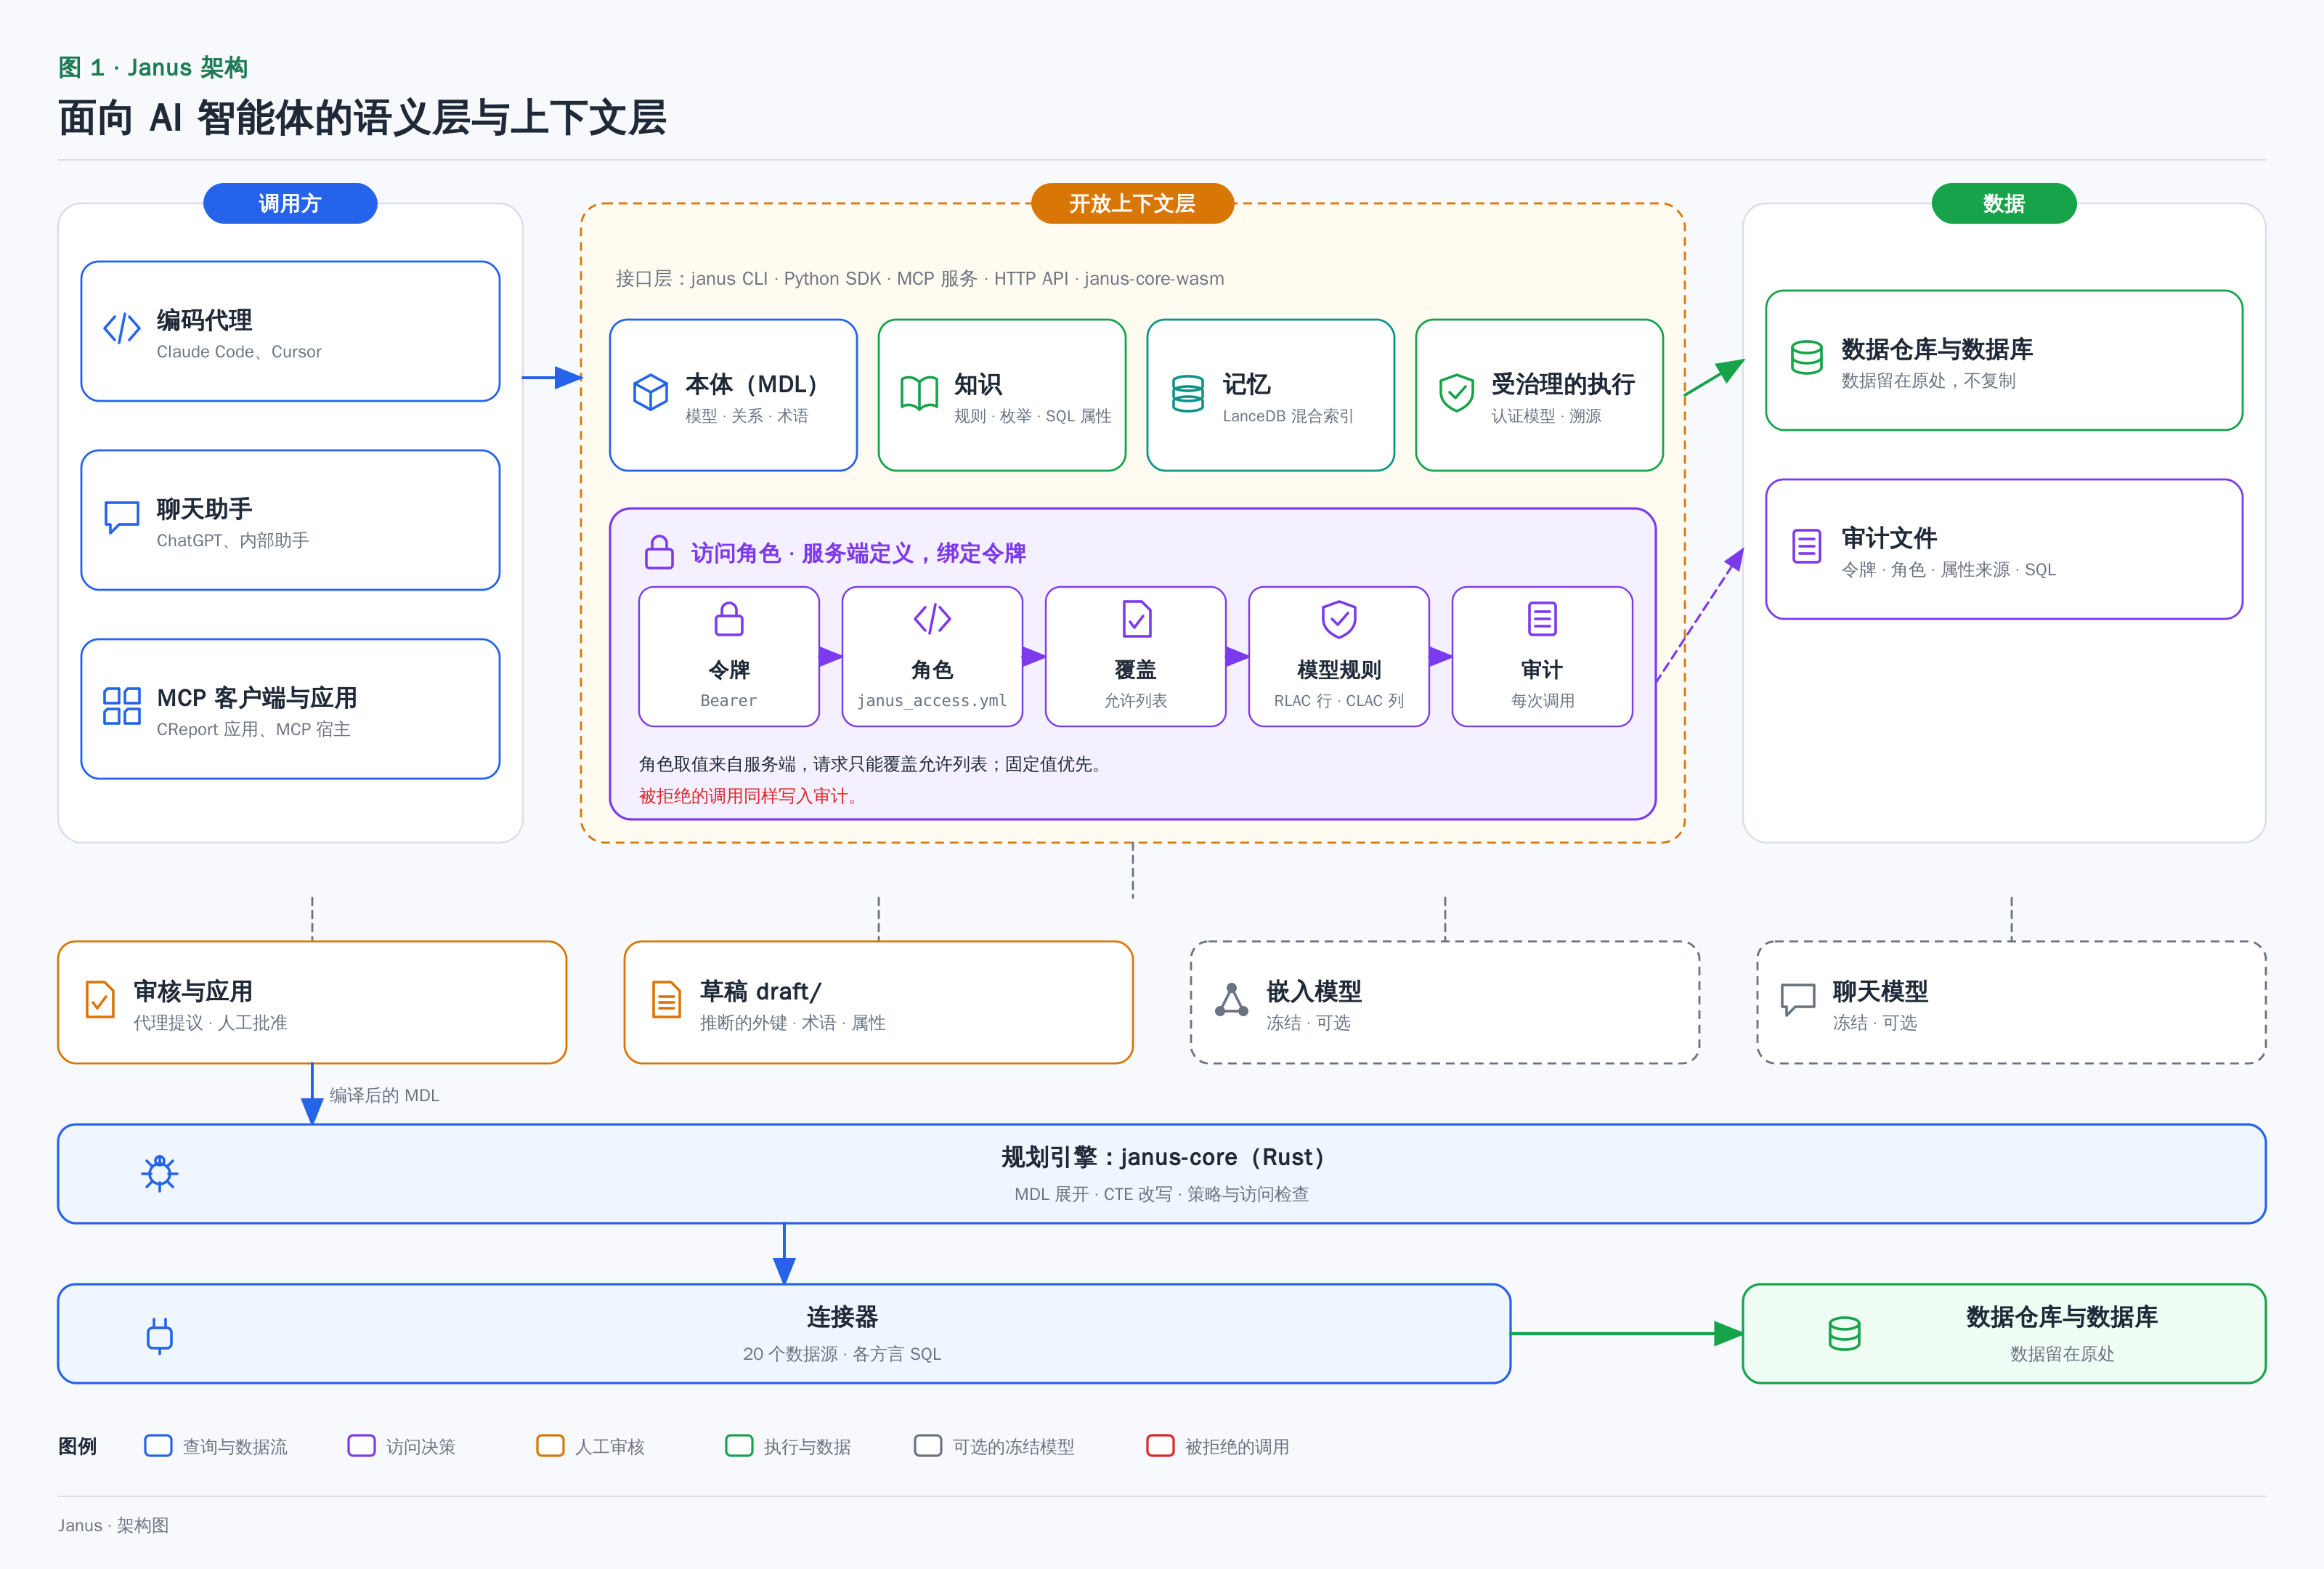 图 1 · Janus 架构
面向 AI 智能体的语义层与上下文层
调用方
编码代理
Claude Code、Cursor
聊天助手
ChatGPT、内部助手
MCP 客户端与应用
CReport 应用、MCP 宿主
开放上下文层
接口层：janus CLI · Python SDK · MCP 服务 · HTTP API · janus-core-wasm
本体（MDL）
模型 · 关系 · 术语
知识
规则 · 枚举 · SQL 属性
记忆
LanceDB 混合索引
受治理的执行
认证模型 · 溯源
访问角色 · 服务端定义，绑定令牌
令牌
Bearer
角色
janus_access.yml
覆盖
允许列表
模型规则
RLAC 行 · CLAC 列
审计
每次调用
角色取值来自服务端，请求只能覆盖允许列表；固定值优先。
被拒绝的调用同样写入审计。
数据
数据仓库与数据库
数据留在原处，不复制
审计文件
令牌 · 角色 · 属性来源 · SQL
审核与应用
代理提议 · 人工批准
草稿 draft/
推断的外键 · 术语 · 属性
嵌入模型
冻结 · 可选
聊天模型
冻结 · 可选
编译后的 MDL
规划引擎：janus-core（Rust）
MDL 展开 · CTE 改写 · 策略与访问检查
连接器
20 个数据源 · 各方言 SQL
数据仓库与数据库
数据留在原处
图例
查询与数据流
访问决策
人工审核
执行与数据
可选的冻结模型
被拒绝的调用
Janus · 架构图